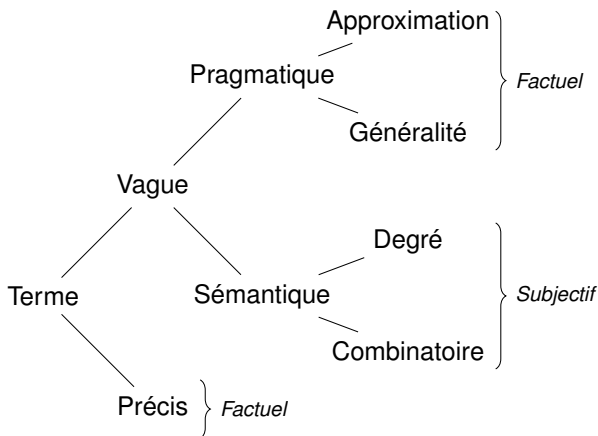 Approximation
Pragmatique
Factuel
Généralité
Vague
Degré
Terme
Sémantique
Subjectif
Combinatoire
Précis
Factuel